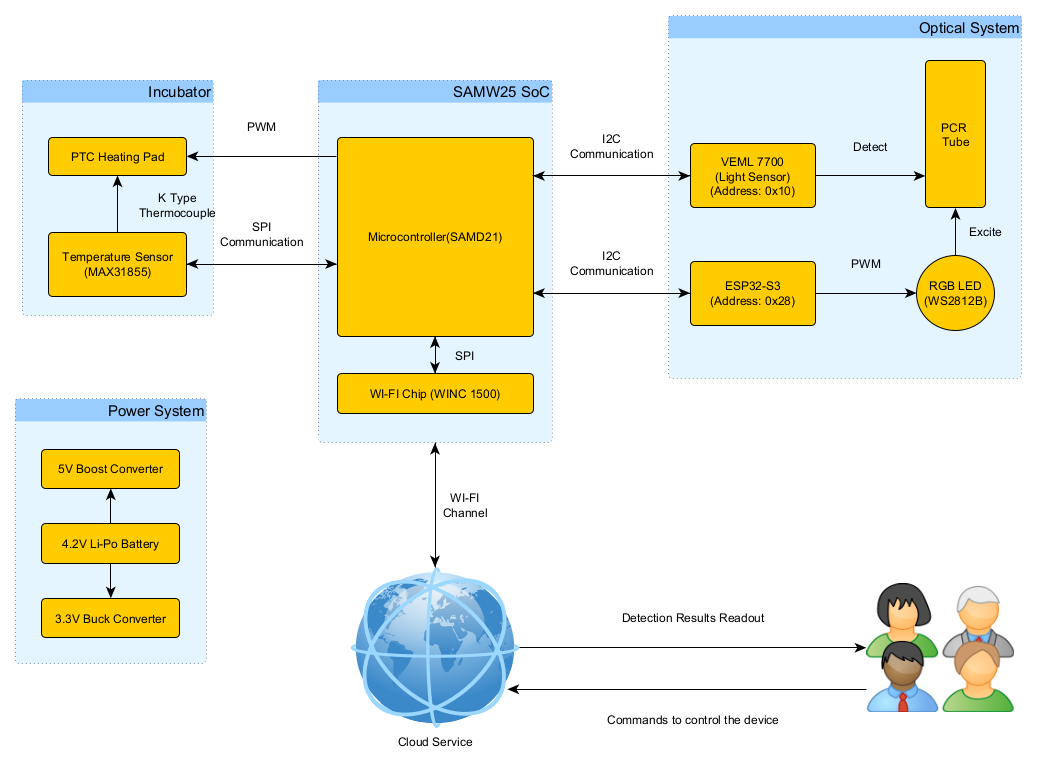 Optical System
Incubator
SAMW25 SoC
PWM
PTC Heating Pad
K Type
Thermocouple
SPI
Communication
Temperature Sensor
(MAX31855)
Microcontroller(SAMD21)
SPI
WI-FI Chip (WINC 1500)
I2C
Communication
VEML 7700
(Light Sensor)
(Address: 0x10)
Detect
PCR
Tube
Excite
I2C
Communication
ESP32-S3
(Address: 0x28)
PWM
RGB LED
(WS2812B)
Power System
5V Boost Converter
4.2V Li-Po Battery
3.3V Buck Converter
WI-FI
Channel
Cloud Service
Detection Results Readout
Commands to control the device